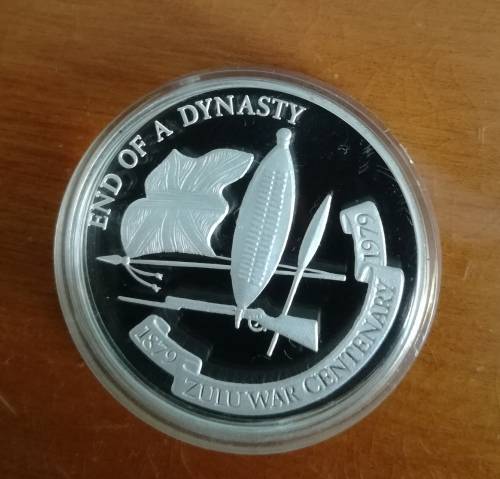 END OF A DYNASTY
1879 ZULU WAR CENTENARY 1979